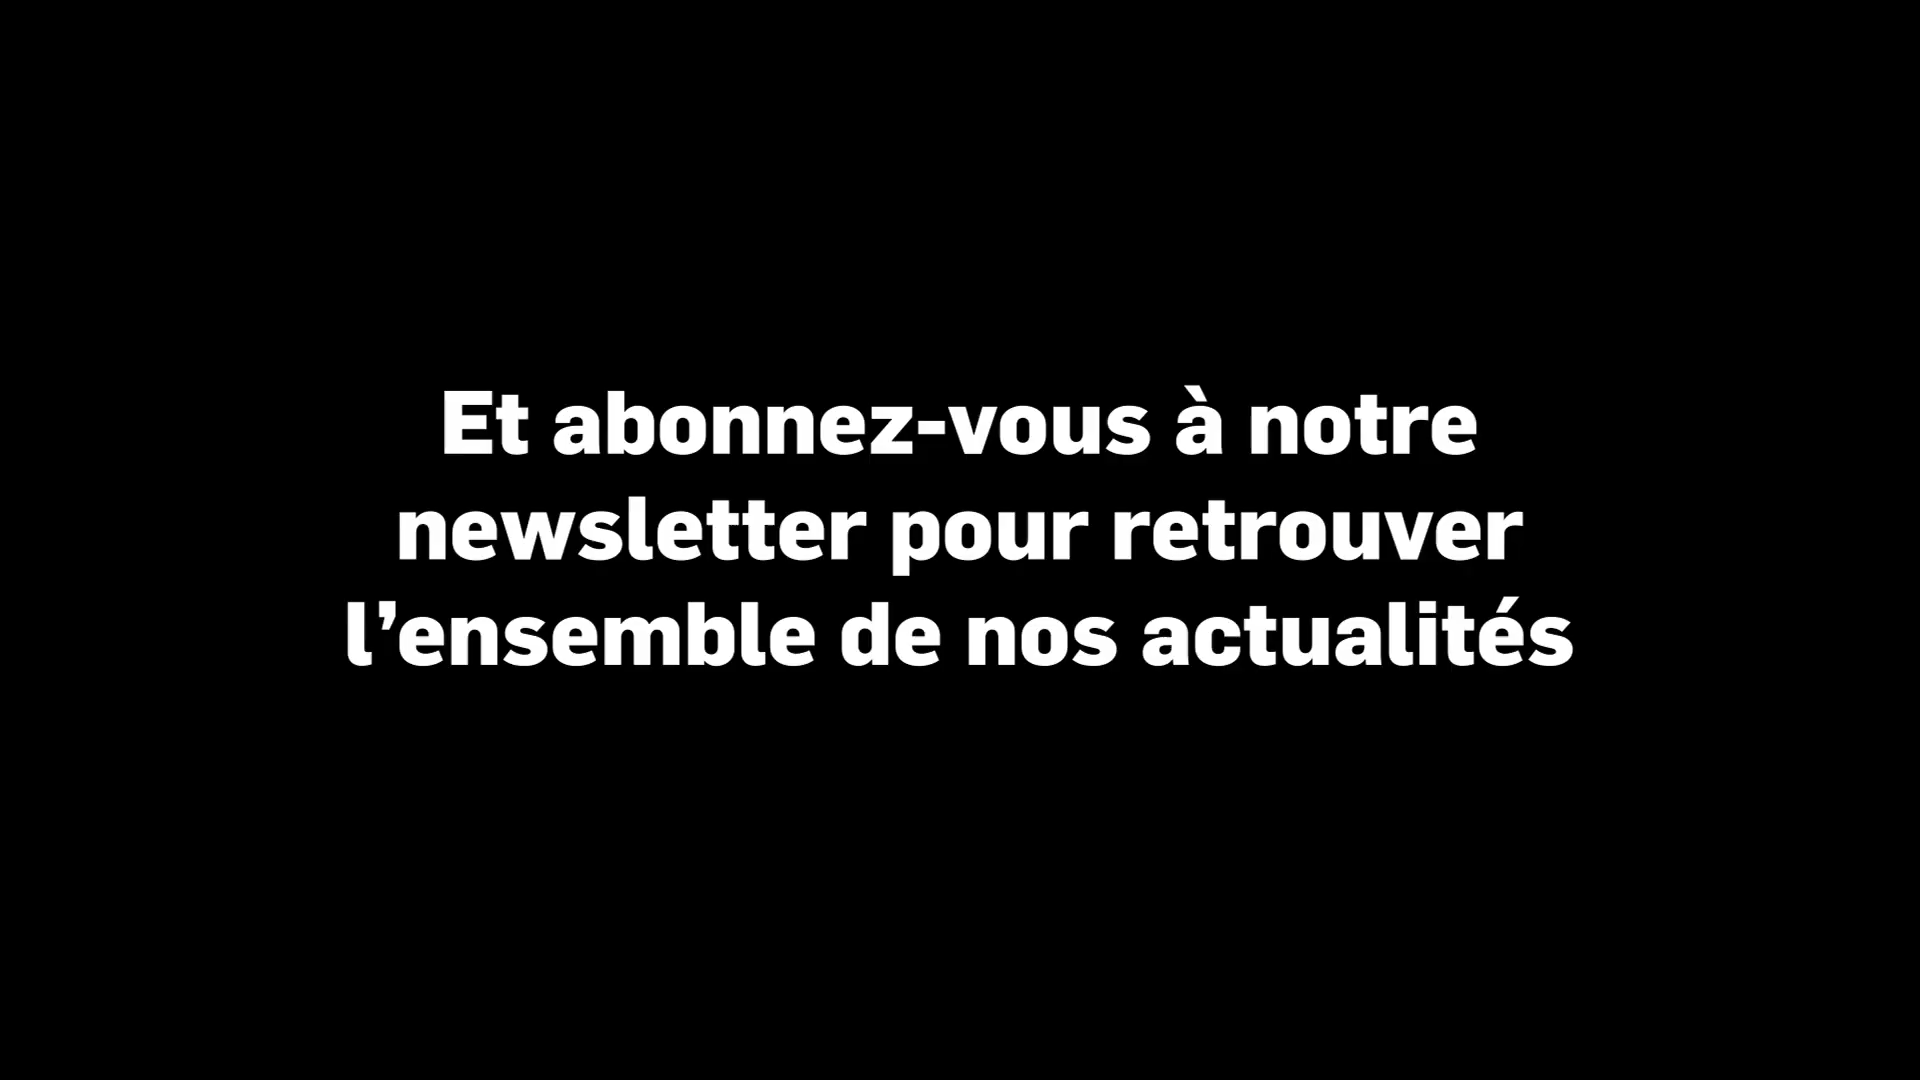 Et abonnez-vous à notre
newsletter pour retrouver
l’ensemble de nos actualités